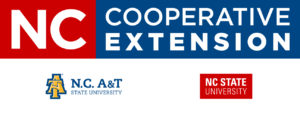 NC COOPERATIVE
EXTENSION
N.C. A&T
STATE UNIVERSITY
NC STATE
UNIVERSITY